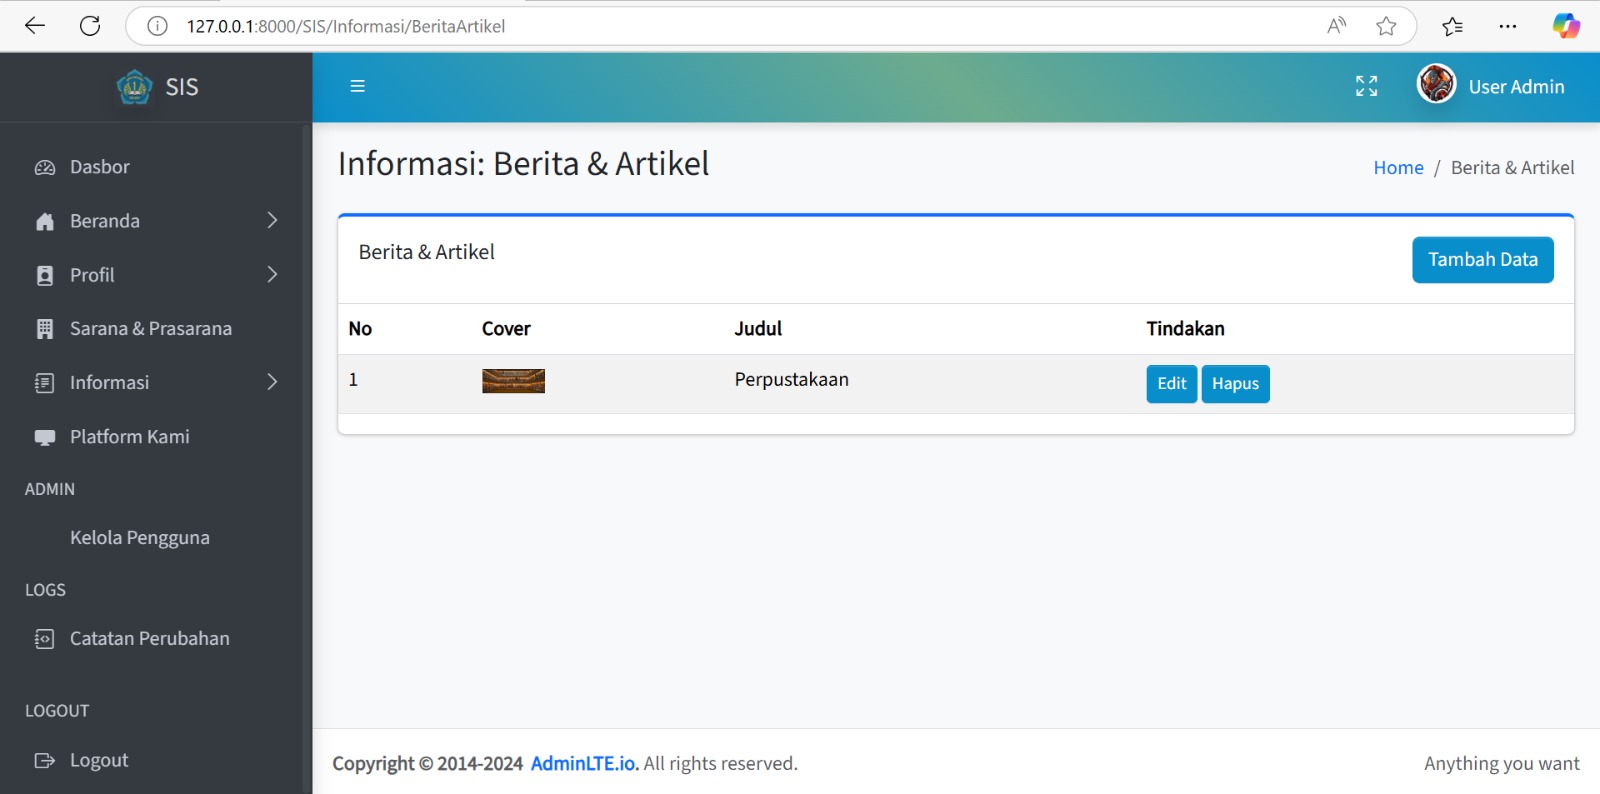 127.0.0.1:8000/SIS/Informasi/BeritaArtikel
SIS
User Admin
Dasbor
Beranda
Profil
Sarana & Prasarana
Informasi
Platform Kami
ADMIN
Kelola Pengguna
LOGS
Catatan Perubahan
LOGOUT
Logout
Informasi: Berita & Artikel
Home / Berita & Artikel
Berita & Artikel
Tambah Data
No Cover Judul Tindakan
1 Perpustakaan Edit Hapus
Copyright © 2014-2024 AdminLTE.io. All rights reserved.
Anything you want